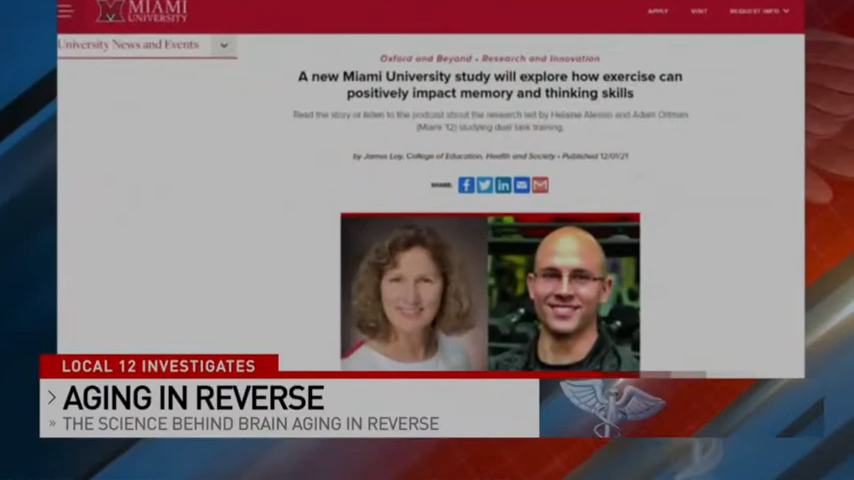 MIAMI
UNIVERSITY
APPLY VISIT REQUEST INFO
University News and Events
Oxford and Beyond • Research and Innovation
A new Miami University study will explore how exercise can
positively impact memory and thinking skills
Read the story or listen to the podcast about the research led by Helaine Alessio and Adam
(Miami '12) studying dual task training.
by James Loy, College of Education, Health and Society • Published 12/01/21
SHARE:
LOCAL 12 INVESTIGATES
> AGING IN REVERSE
» THE SCIENCE BEHIND BRAIN AGING IN REVERSE